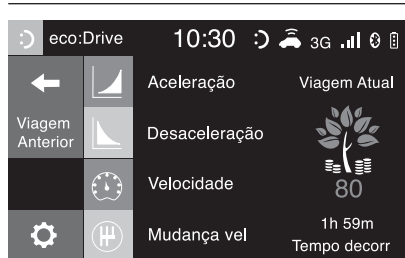 eco:Drive 10:30 3G
Aceleração Viagem Atual
Viagem
Anterior
Desaceleração
Velocidade 80
Mudança vel 1h 59m
Tempo decorr